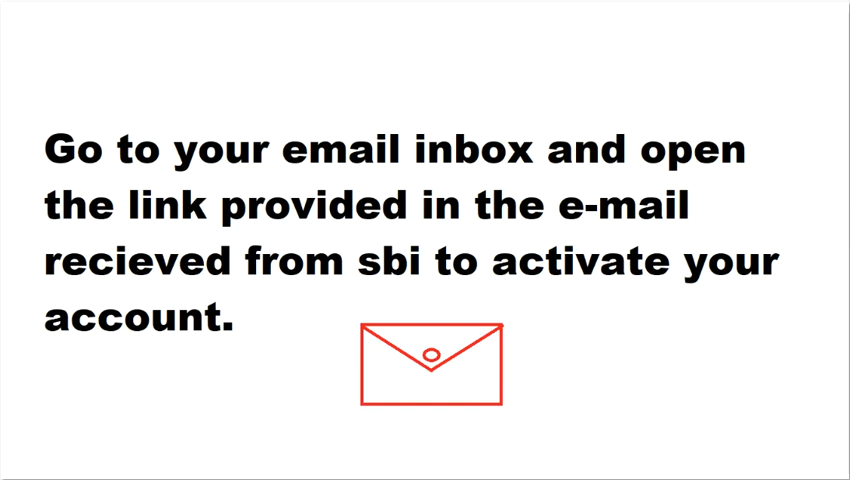 Go to your email inbox and open
the link provided in the e-mail
recieved from sbi to activate your
account.